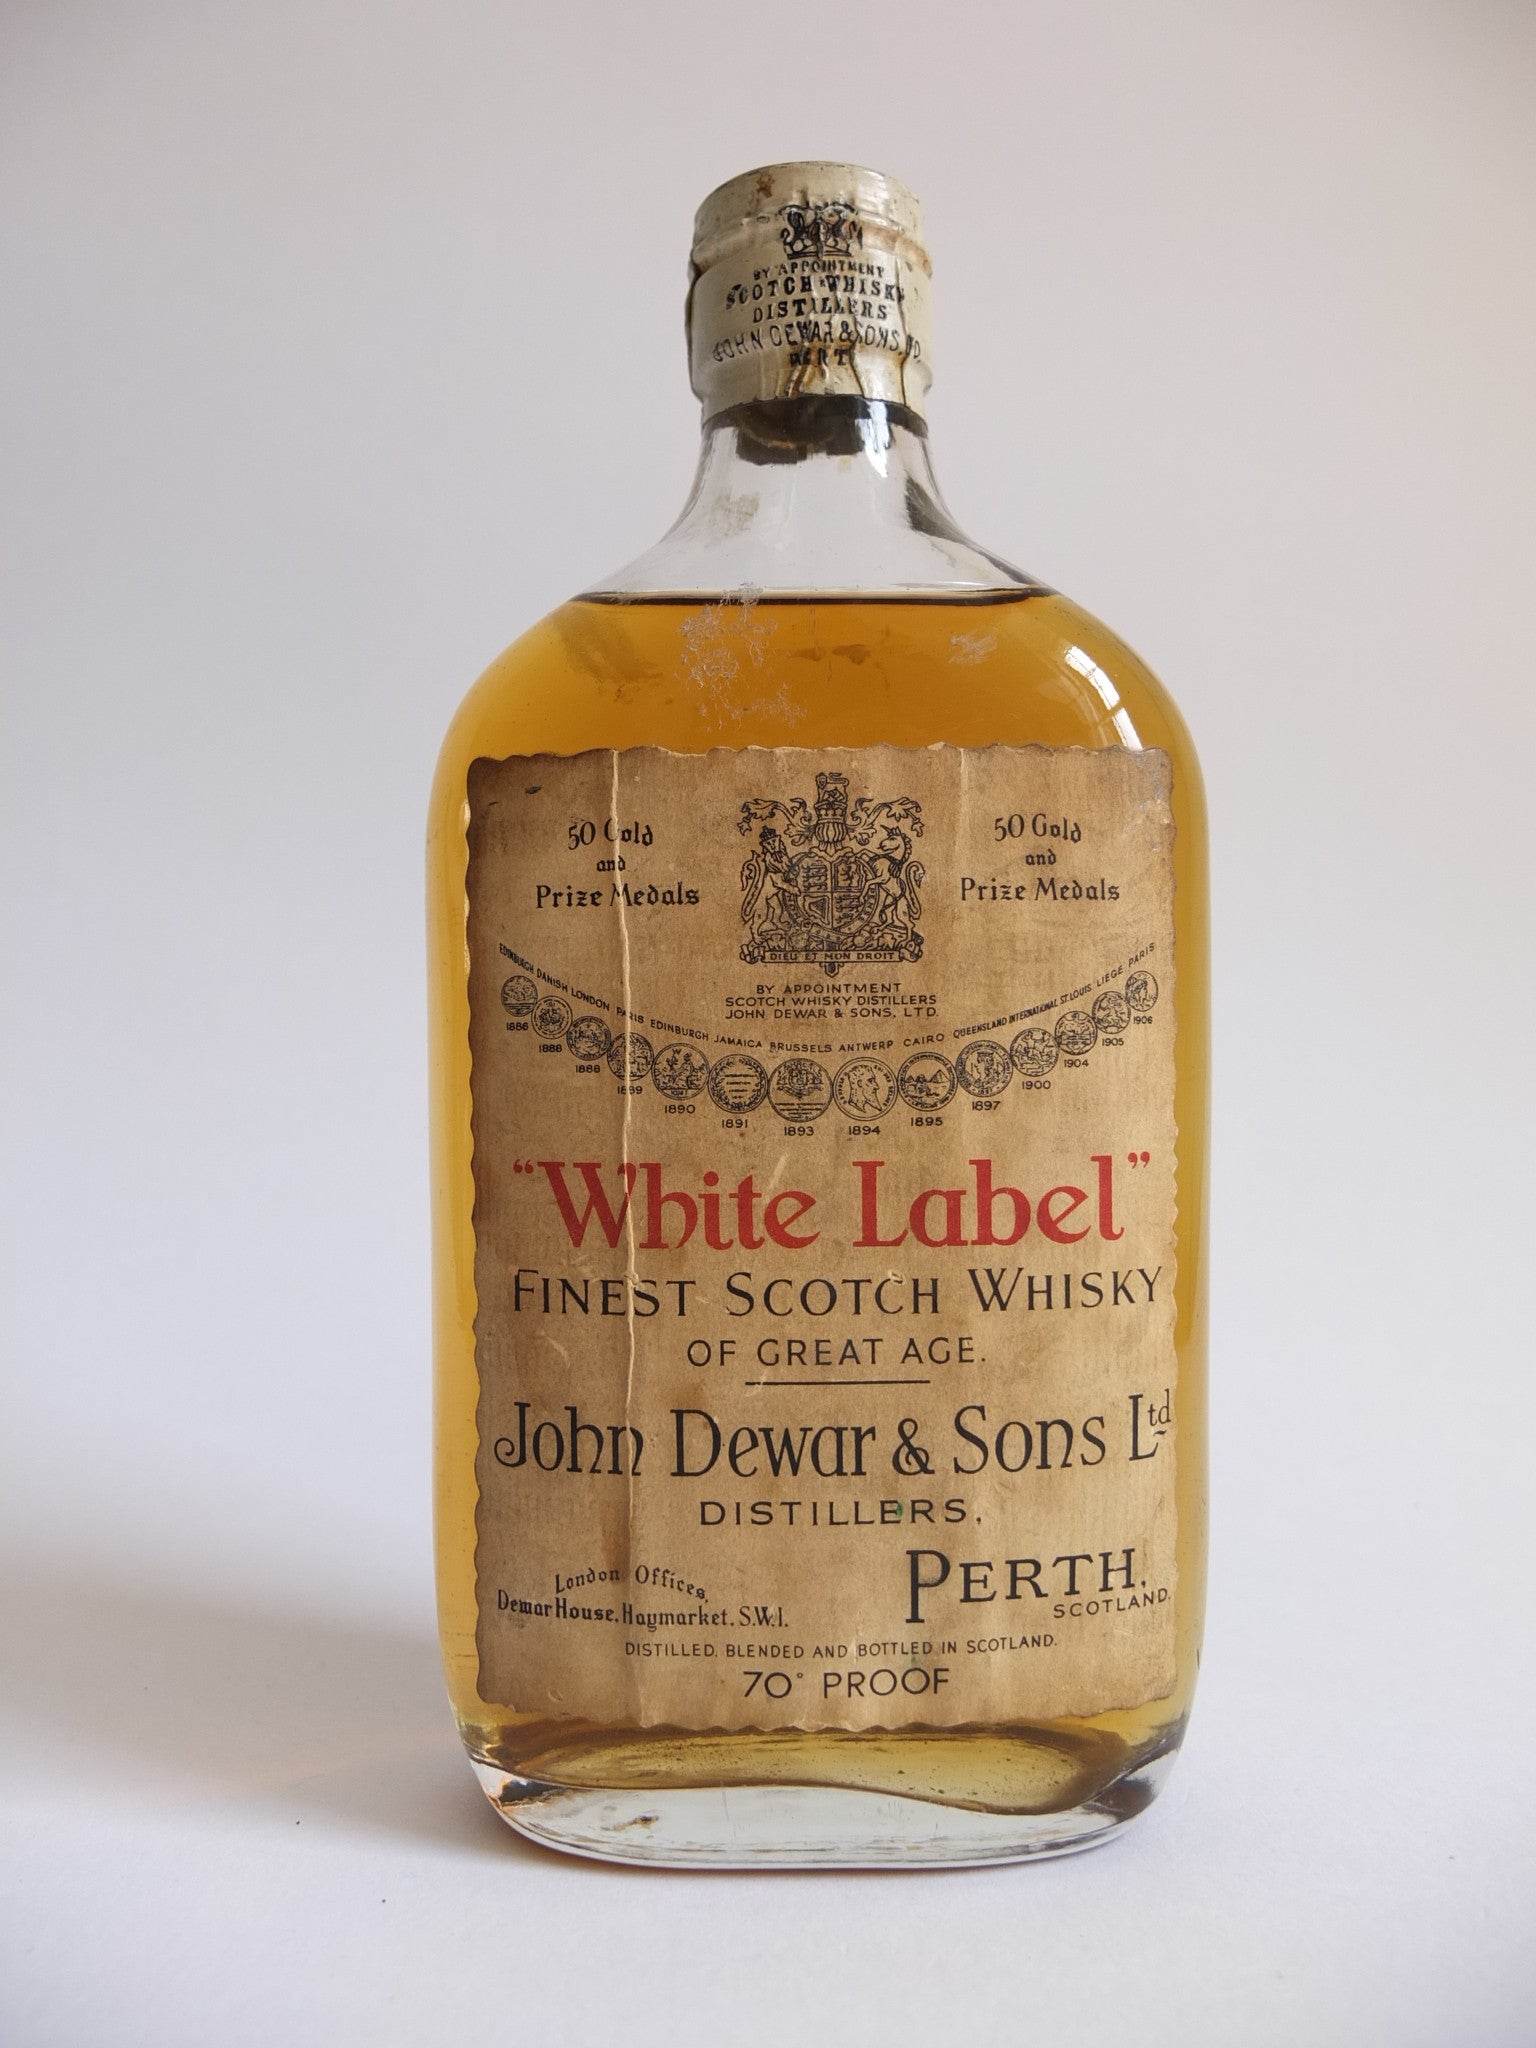 BY APPOINTMENT
SCOTCH WHISKY
DISTILLERS
JOHN DEWAR & SONS, LTD.
PERTH
50 Gold
and
Prize Medals
50 Gold
and
Prize Medals
DIEU ET MON DROIT
BY APPOINTMENT
SCOTCH WHISKY DISTILLERS
JOHN DEWAR & SONS, LTD.
EDINBURGH DANISH LONDON PARIS EDINBURGH JAMAICA BRUSSELS ANTWERP CAIRO QUEENSLAND INTERNATIONAL ST. LOUIS LIEGE PARIS
1886 1888 1888 1889 1890 1891 1893 1894 1895 1897 1900 1904 1905 1906
“White Label”
FINEST SCOTCH WHISKY
OF GREAT AGE.
John Dewar & Sons Ltd
DISTILLERS,
PERTH,
SCOTLAND.
London Offices,
Dewar House, Haymarket, S.W.1.
DISTILLED, BLENDED AND BOTTLED IN SCOTLAND.
70° PROOF